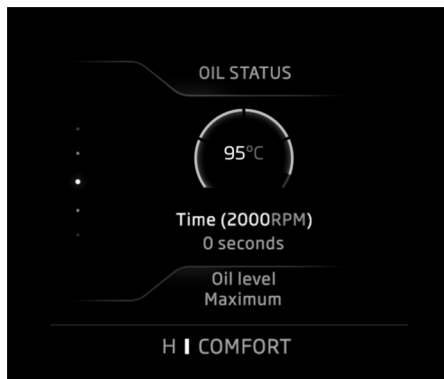 OIL STATUS
95°C
Time (2000RPM)
0 seconds
Oil level
Maximum
H COMFORT